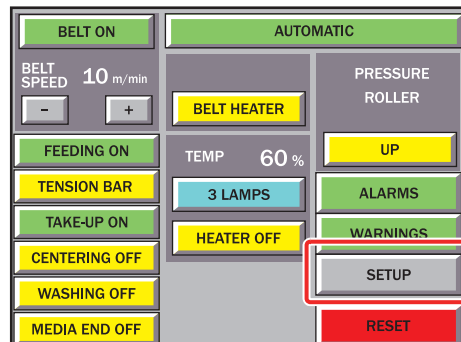 BELT ON
AUTOMATIC
BELT
SPEED 10 m/min
- +
BELT HEATER
PRESSURE
ROLLER
UP
FEEDING ON
TENSION BAR
TAKE-UP ON
CENTERING OFF
WASHING OFF
MEDIA END OFF
TEMP 60 %
3 LAMPS
HEATER OFF
ALARMS
WARNINGS
SETUP
RESET